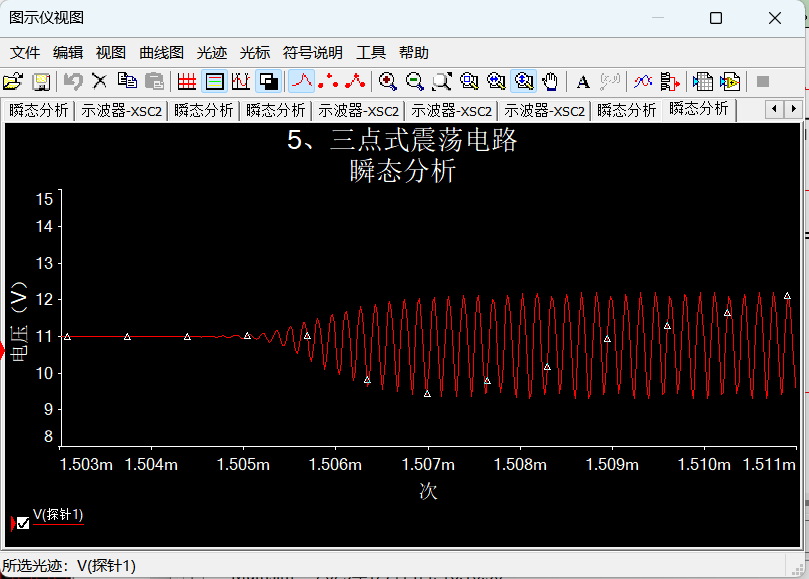 图示仪视图
文件 编辑 视图 曲线图 光迹 光标 符号说明 工具 帮助
瞬态分析 示波器-XSC2 瞬态分析 瞬态分析 示波器-XSC2 示波器-XSC2 示波器-XSC2 瞬态分析 瞬态分析
5、三点式震荡电路
瞬态分析
电压（V）
15
14
13
12
11
10
9
8
1.503m 1.504m 1.505m 1.506m 1.507m 1.508m 1.509m 1.510m 1.511m
次
V(探针1)
所选光迹：V(探针1)